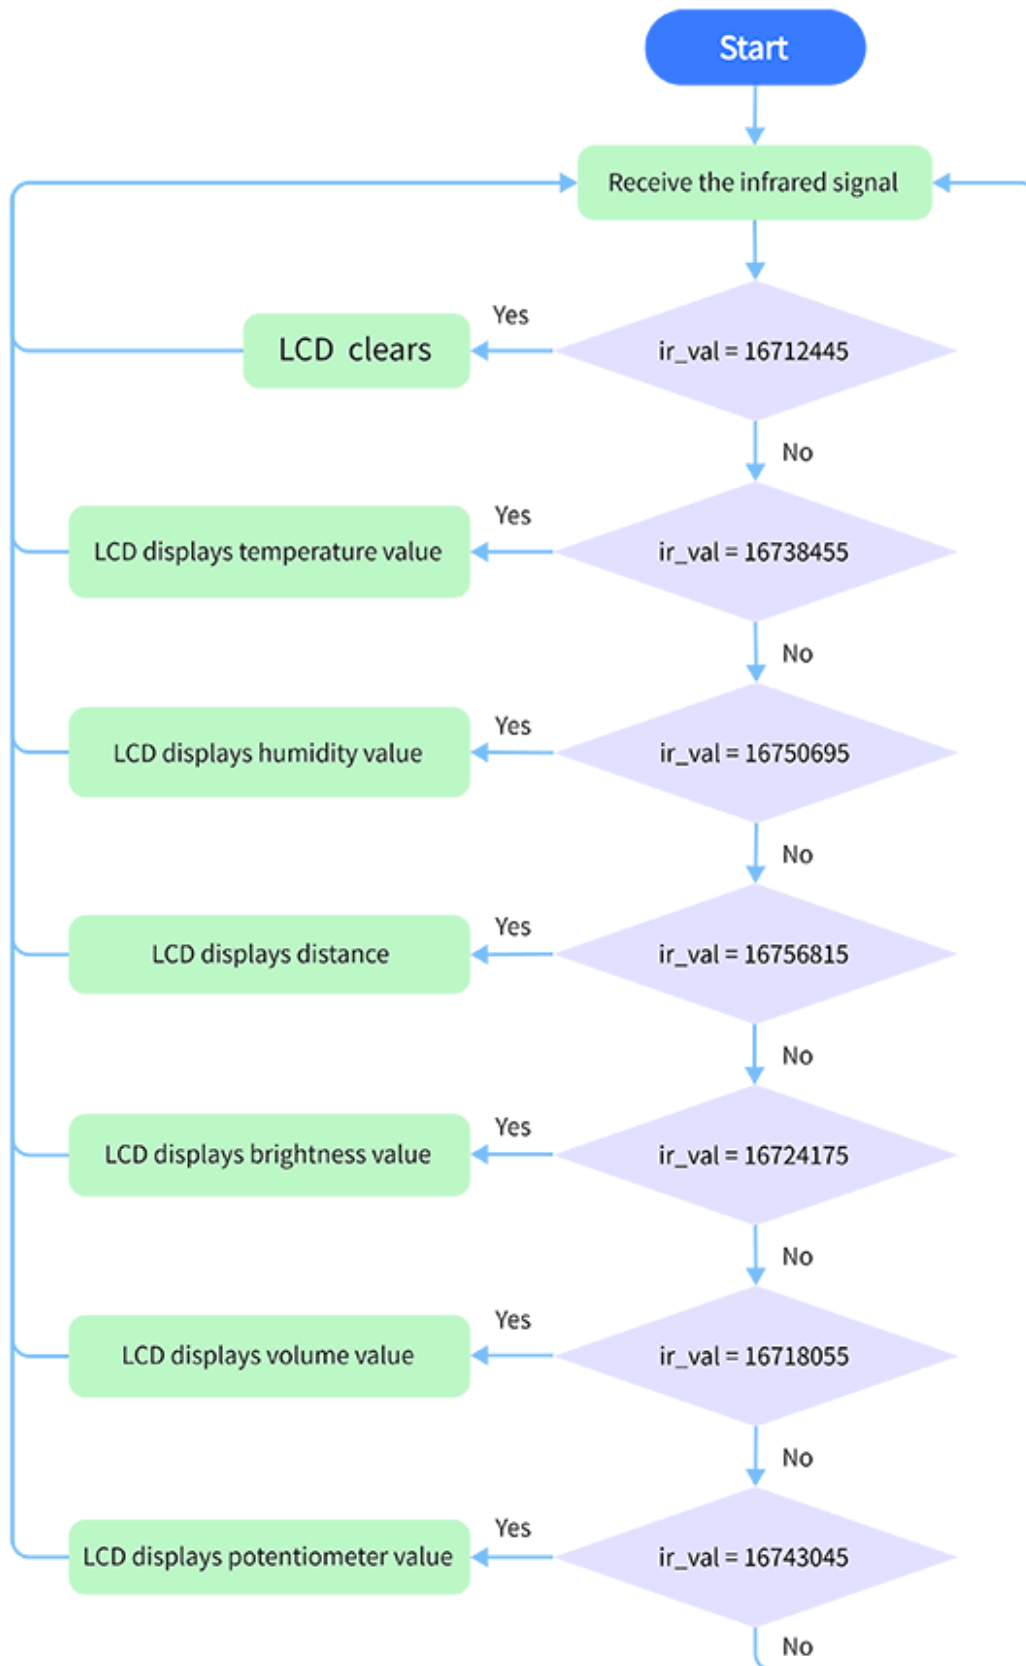 Start
Receive the infrared signal
Yes
LCD clears
ir_val = 16712445
No
Yes
LCD displays temperature value
ir_val = 16738455
No
Yes
LCD displays humidity value
ir_val = 16750695
No
Yes
LCD displays distance
ir_val = 16756815
No
Yes
LCD displays brightness value
ir_val = 16724175
No
Yes
LCD displays volume value
ir_val = 16718055
No
Yes
LCD displays potentiometer value
ir_val = 16743045
No